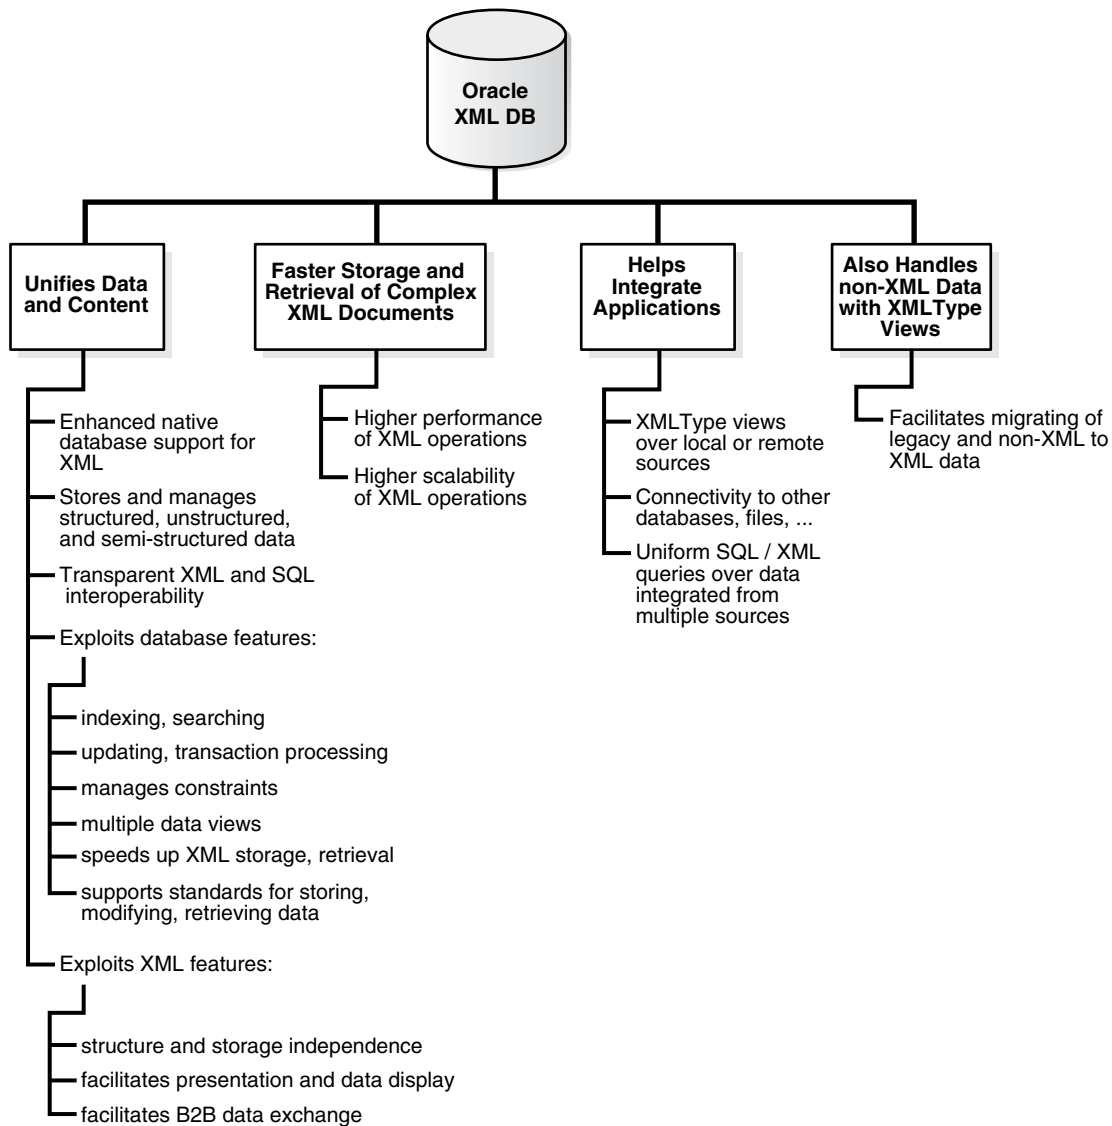 Oracle
XML DB
Unifies Data
and Content
Faster Storage and
Retrieval of Complex
XML Documents
Helps
Integrate
Applications
Also Handles
non-XML Data
with XMLType
Views
Enhanced native
database support for
XML
Stores and manages
structured, unstructured,
and semi-structured data
Transparent XML and SQL
interoperability
Exploits database features:
indexing, searching
updating, transaction processing
manages constraints
multiple data views
speeds up XML storage, retrieval
supports standards for storing,
modifying, retrieving data
Exploits XML features:
structure and storage independence
facilitates presentation and data display
facilitates B2B data exchange
Higher performance
of XML operations
Higher scalability
of XML operations
XMLType views
over local or remote
sources
Connectivity to other
databases, files, ...
Uniform SQL / XML
queries over data
integrated from
multiple sources
Facilitates migrating of
legacy and non-XML to
XML data